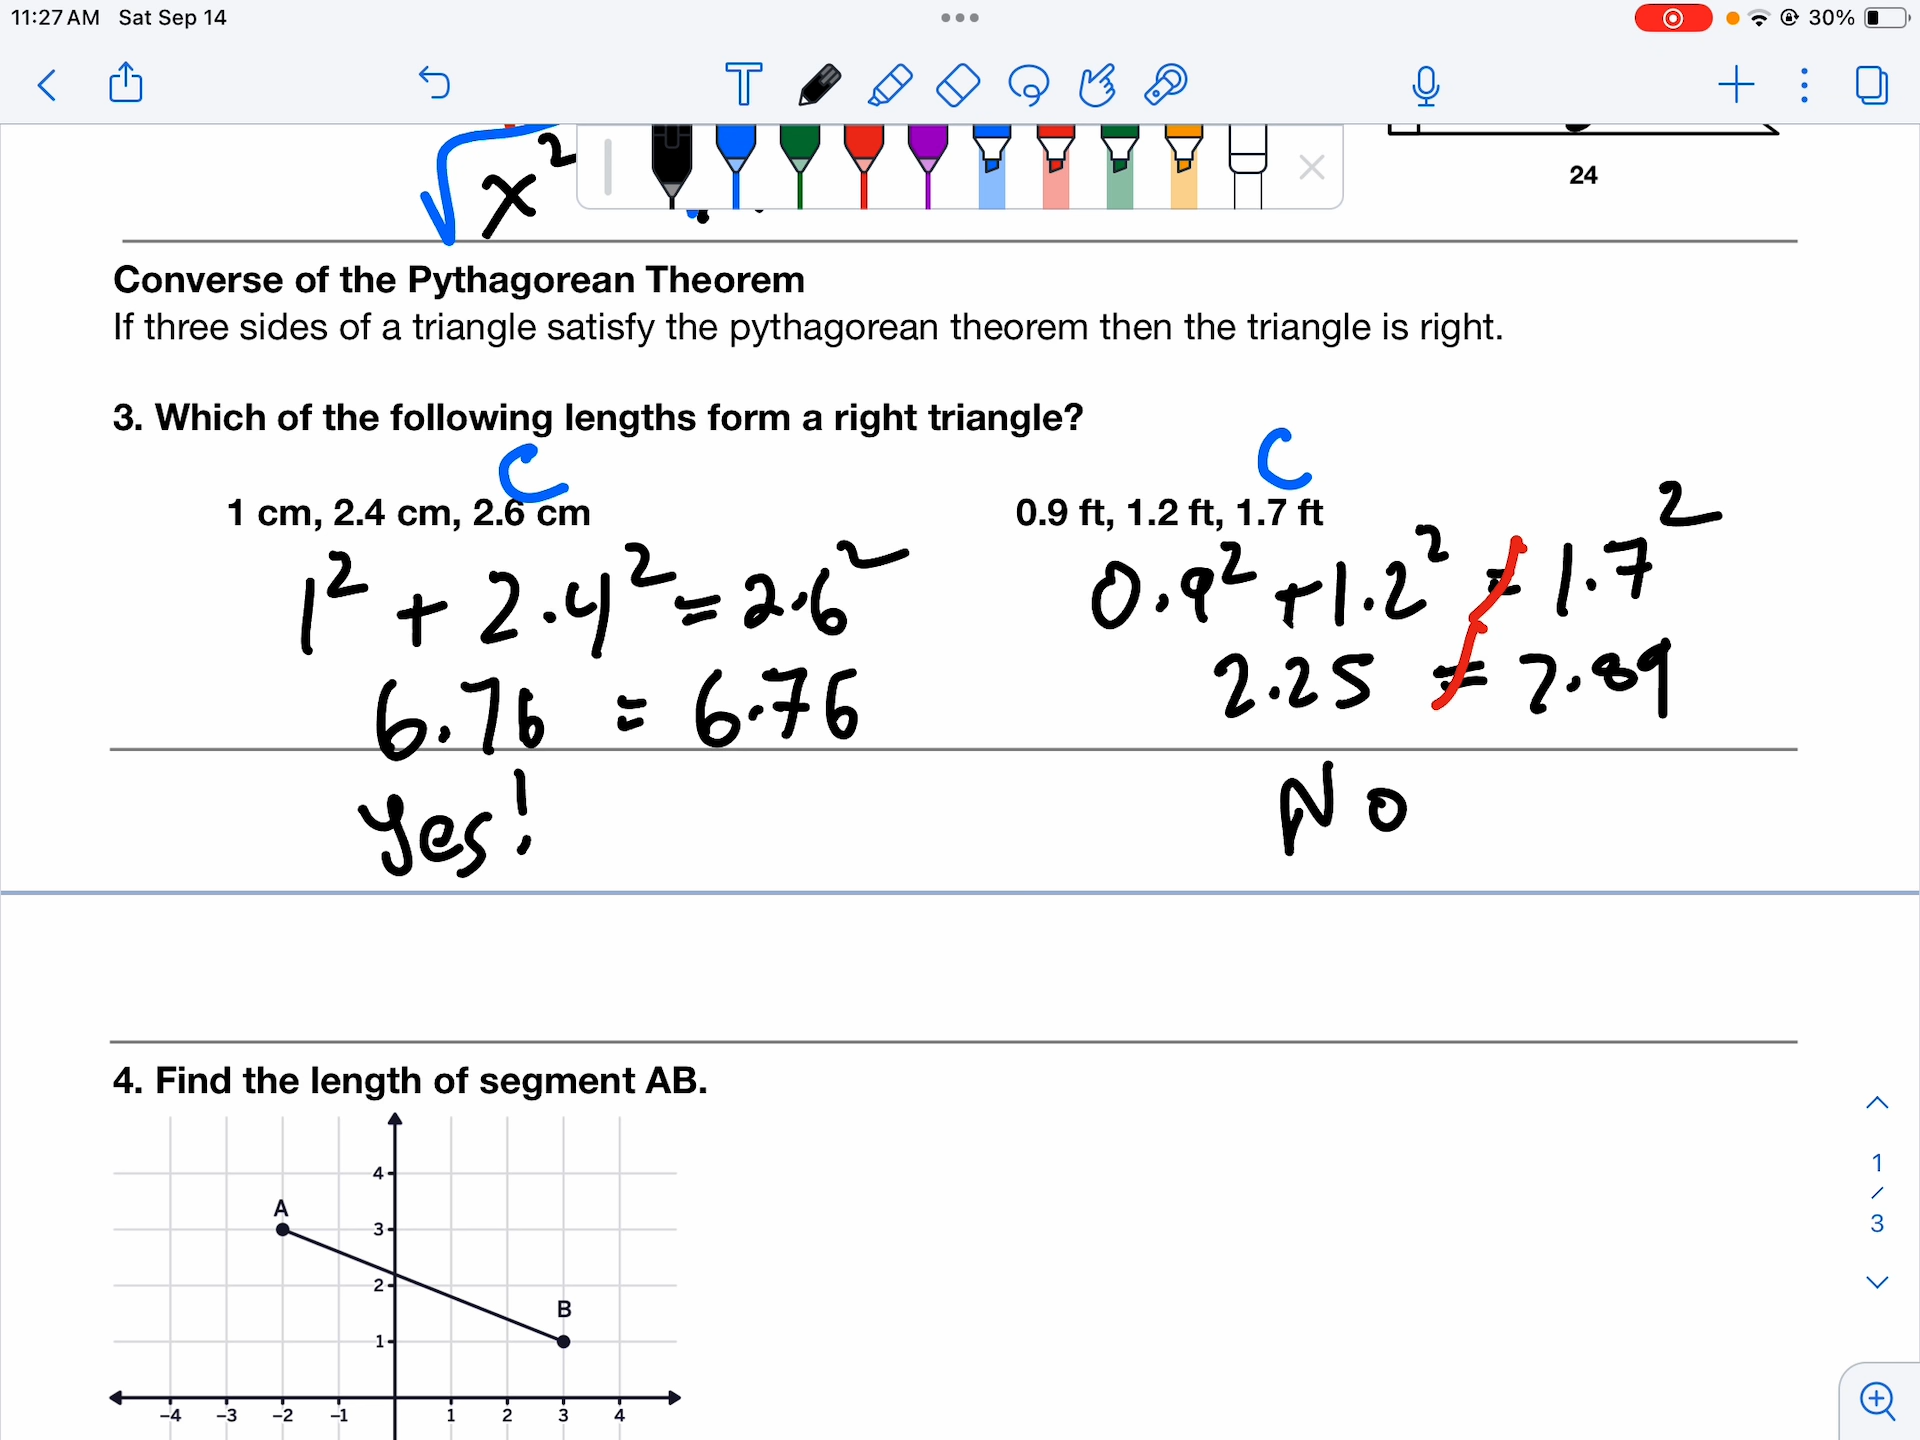 11:27 AM Sat Sep 14
30%
T
√x²
24
Converse of the Pythagorean Theorem
If three sides of a triangle satisfy the pythagorean theorem then the triangle is right.
3. Which of the following lengths form a right triangle?
C
C
1 cm, 2.4 cm, 2.6 cm
0.9 ft, 1.2 ft, 1.7 ft
1² + 2.4² = 2.6²
0.9² + 1.2² ≠ 1.7²
6.76 = 6.76
2.25 ≠ 2.89
Yes!
No
4. Find the length of segment AB.
4
A
3
2
B
1
-4 -3 -2 -1 1 2 3 4
1
/
3